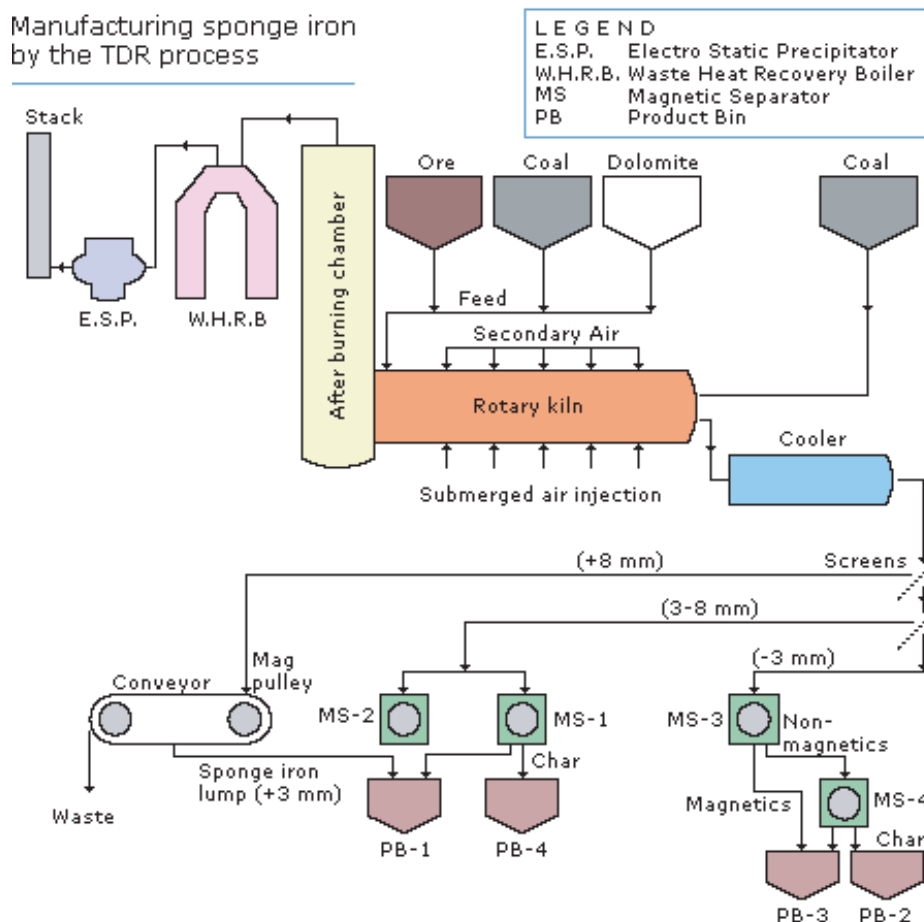 Manufacturing sponge iron
by the TDR process
LEGEND
E.S.P. Electro Static Precipitator
W.H.R.B. Waste Heat Recovery Boiler
MS Magnetic Separator
PB Product Bin
Stack
Ore
Coal
Dolomite
Coal
After burning chamber
E.S.P.
W.H.R.B
Feed
Secondary Air
Rotary kiln
Cooler
Submerged air injection
(+8 mm)
Screens
(3-8 mm)
(-3 mm)
Conveyor
Mag
pulley
MS-2
MS-1
MS-3
Non-
magnetics
Sponge iron
lump (+3 mm)
Char
Magnetics
MS-4
Waste
Char
PB-1
PB-4
PB-3
PB-2